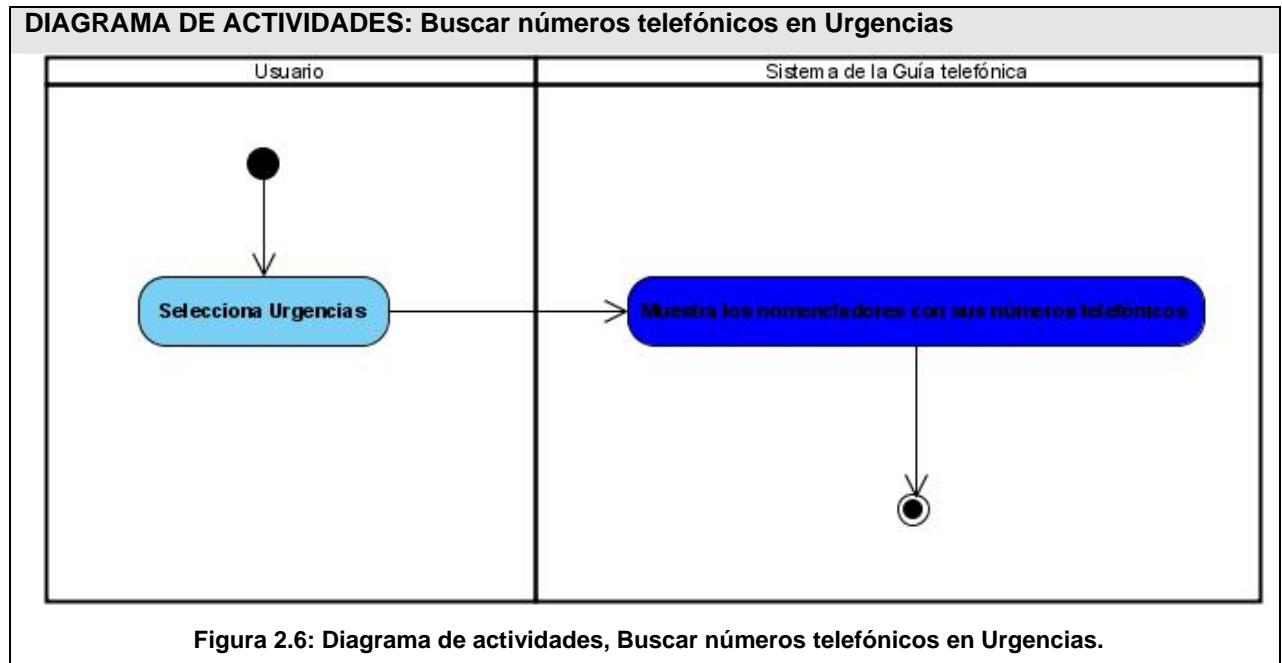 DIAGRAMA DE ACTIVIDADES: Buscar números telefónicos en Urgencias
Usuario
Sistema de la Guía telefónica
Selecciona Urgencias
Muestra los nomencladores con sus números telefónicos
Figura 2.6: Diagrama de actividades, Buscar números telefónicos en Urgencias.